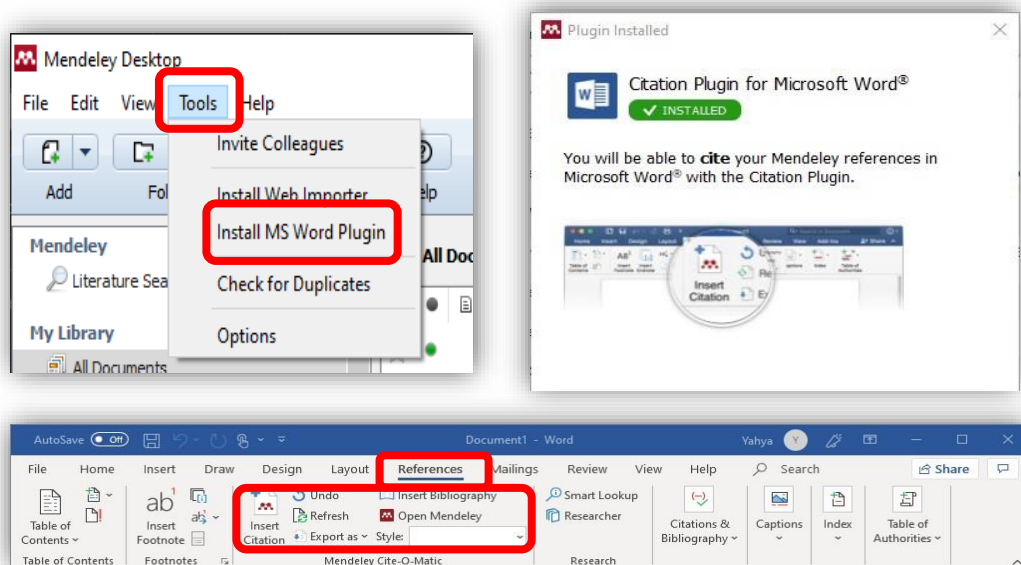 Mendeley Desktop
File Edit View Tools Help
Invite Colleagues
Install Web Importer
Install MS Word Plugin
Check for Duplicates
Options
Add
Mendeley
Literature Sea
My Library
All Documents
All Doc
Plugin Installed
Citation Plugin for Microsoft Word®
INSTALLED
You will be able to cite your Mendeley references in
Microsoft Word® with the Citation Plugin.
Insert
Citation
AutoSave Off Document1 - Word Yahya Y
File Home Insert Draw Design Layout References Mailings Review View Help Search Share
Table of
Contents
ab1
Insert
Footnote
Insert
Citation
Undo Insert Bibliography
Refresh Open Mendeley
Export as Style:
Smart Lookup
Researcher
Citations &
Bibliography
Captions
Index
Table of
Authorities
Table of Contents Footnotes Mendeley Cite-O-Matic Research